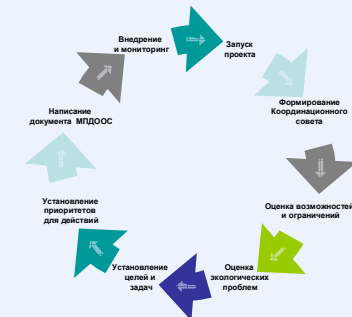 Внедрение
и мониторинг
Запуск
проекта
Формирование
Координационного
совета
Оценка возможностей
и ограничений
Оценка
экологических
проблем
Установление
целей и
задач
Установление
приоритетов
для действий
Написание
документа МПДООС